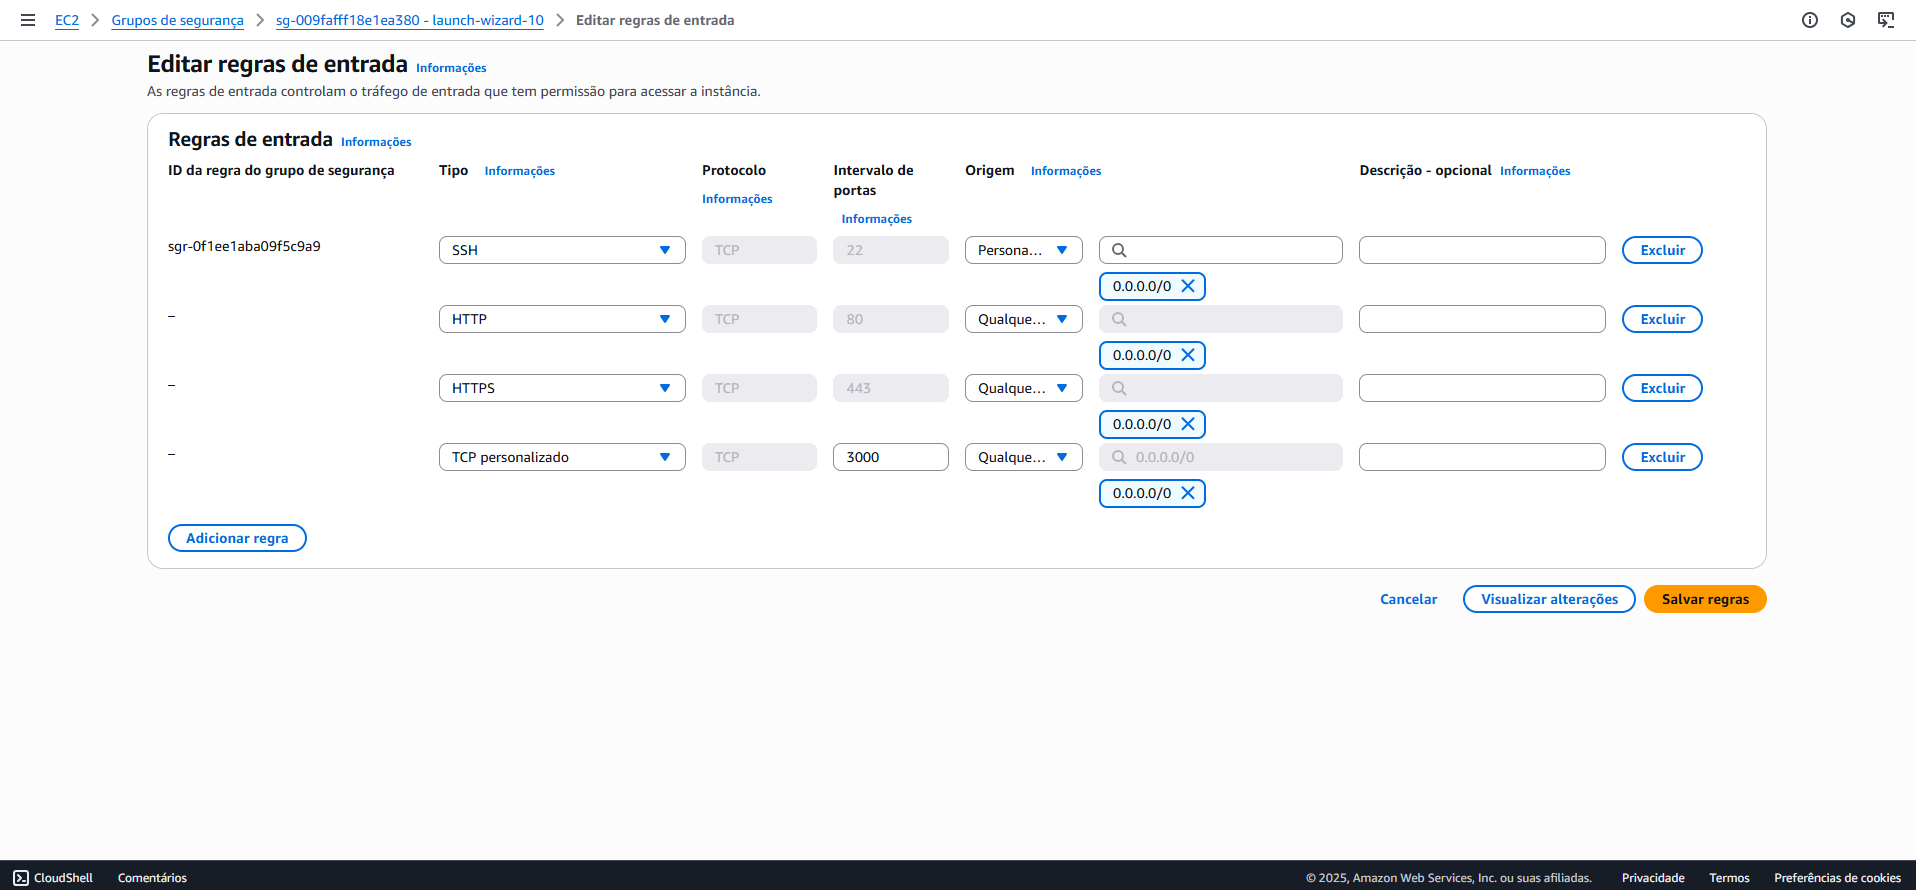 EC2 > Grupos de segurança > sg-009fafff18e1ea380 - launch-wizard-10 > Editar regras de entrada
Editar regras de entrada Informações
As regras de entrada controlam o tráfego de entrada que tem permissão para acessar a instância.
Regras de entrada Informações
ID da regra do grupo de segurança Tipo Informações Protocolo Informações Intervalo de portas Informações Origem Informações Descrição - opcional Informações
sgr-0f1ee1aba09f5c9a9 SSH TCP 22 Persona... Excluir
0.0.0.0/0
– HTTP TCP 80 Qualque... Excluir
0.0.0.0/0
– HTTPS TCP 443 Qualque... Excluir
0.0.0.0/0
– TCP personalizado TCP 3000 Qualque... 0.0.0.0/0 Excluir
0.0.0.0/0
Adicionar regra
Cancelar Visualizar alterações Salvar regras
CloudShell Comentários © 2025, Amazon Web Services, Inc. ou suas afiliadas. Privacidade Termos Preferências de cookies